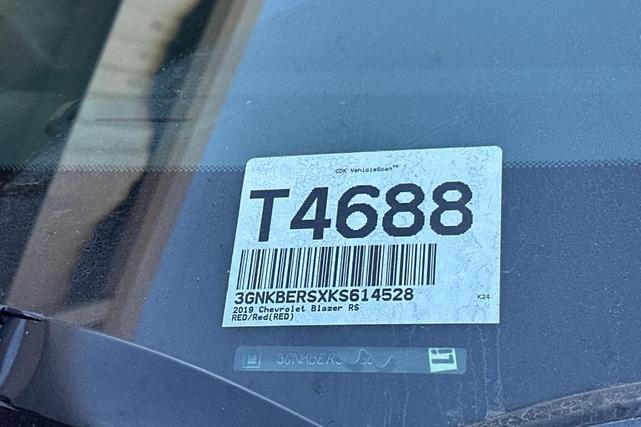 CDK VehicleScan™
T4688
3GNKBERSXKS614528
K24
2019 Chevrolet Blazer RS
RED/Red(RED)
3GNKBERS